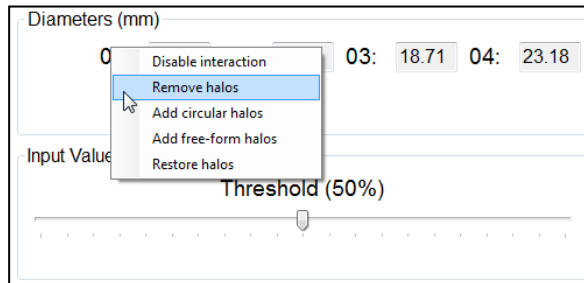 Diameters (mm)
0 03: 18.71 04: 23.18
Disable interaction
Remove halos
Add circular halos
Add free-form halos
Restore halos
Input Value
Threshold (50%)